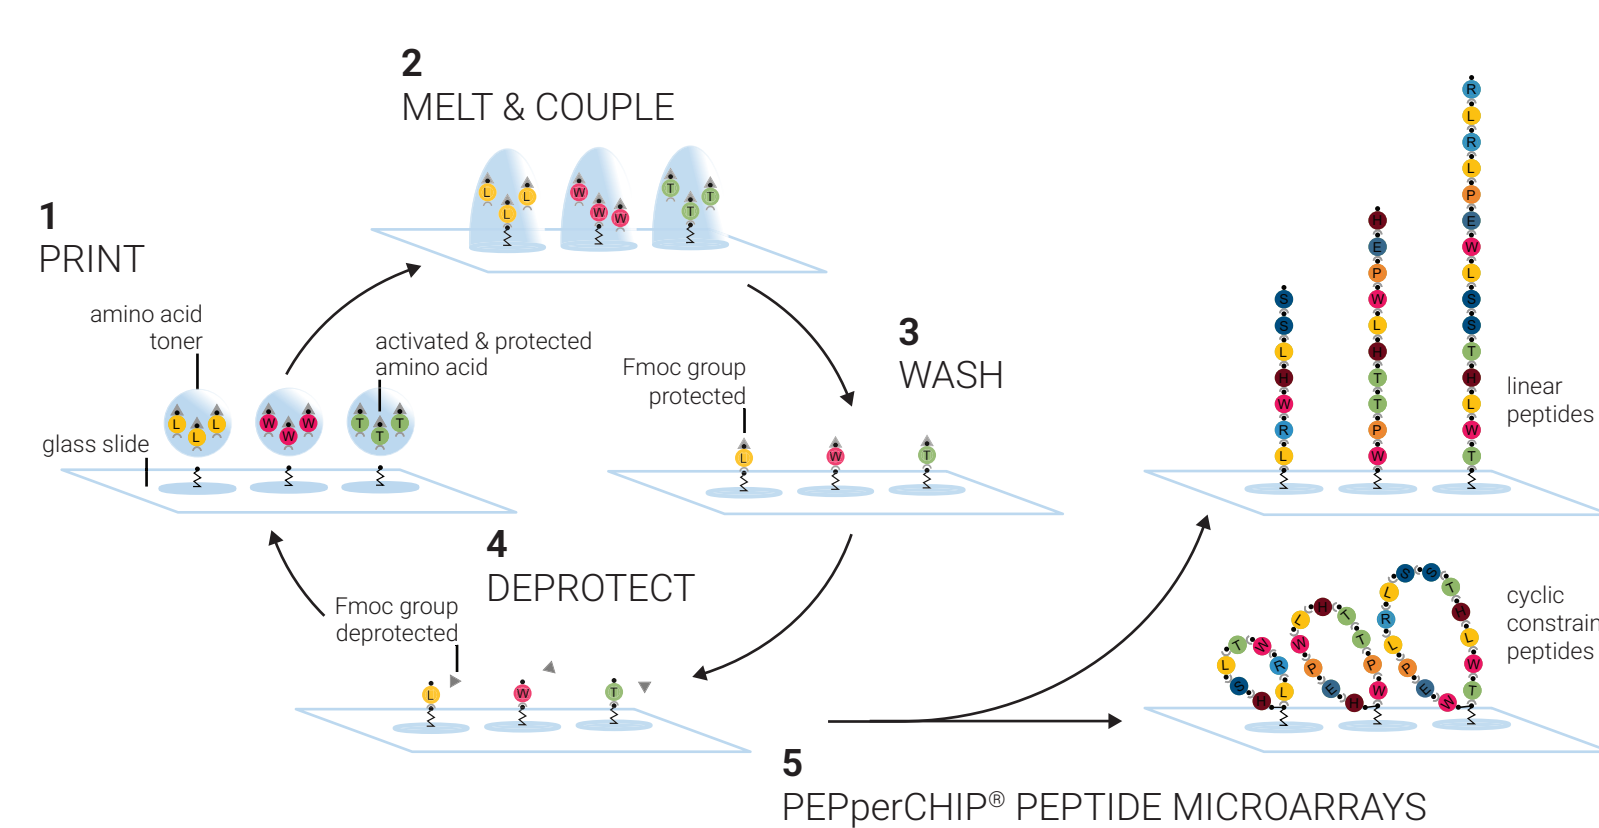 1
PRINT
amino acid
toner
activated & protected
amino acid
glass slide
L L L
W W W
T T T
2
MELT & COUPLE
L L L
W W W
T T T
3
WASH
Fmoc group
protected
L W T
4
DEPROTECT
Fmoc group
deprotected
L W T
5
PEPperCHIP® PEPTIDE MICROARRAYS
S S L H W R L
H E P W L H T T P W
R L R L P E W L S S T H L W T
linear
peptides
H S L T W R L
H E P W L H T T P W
W E P L R L S S T H L W T
cyclic
constrain
peptides